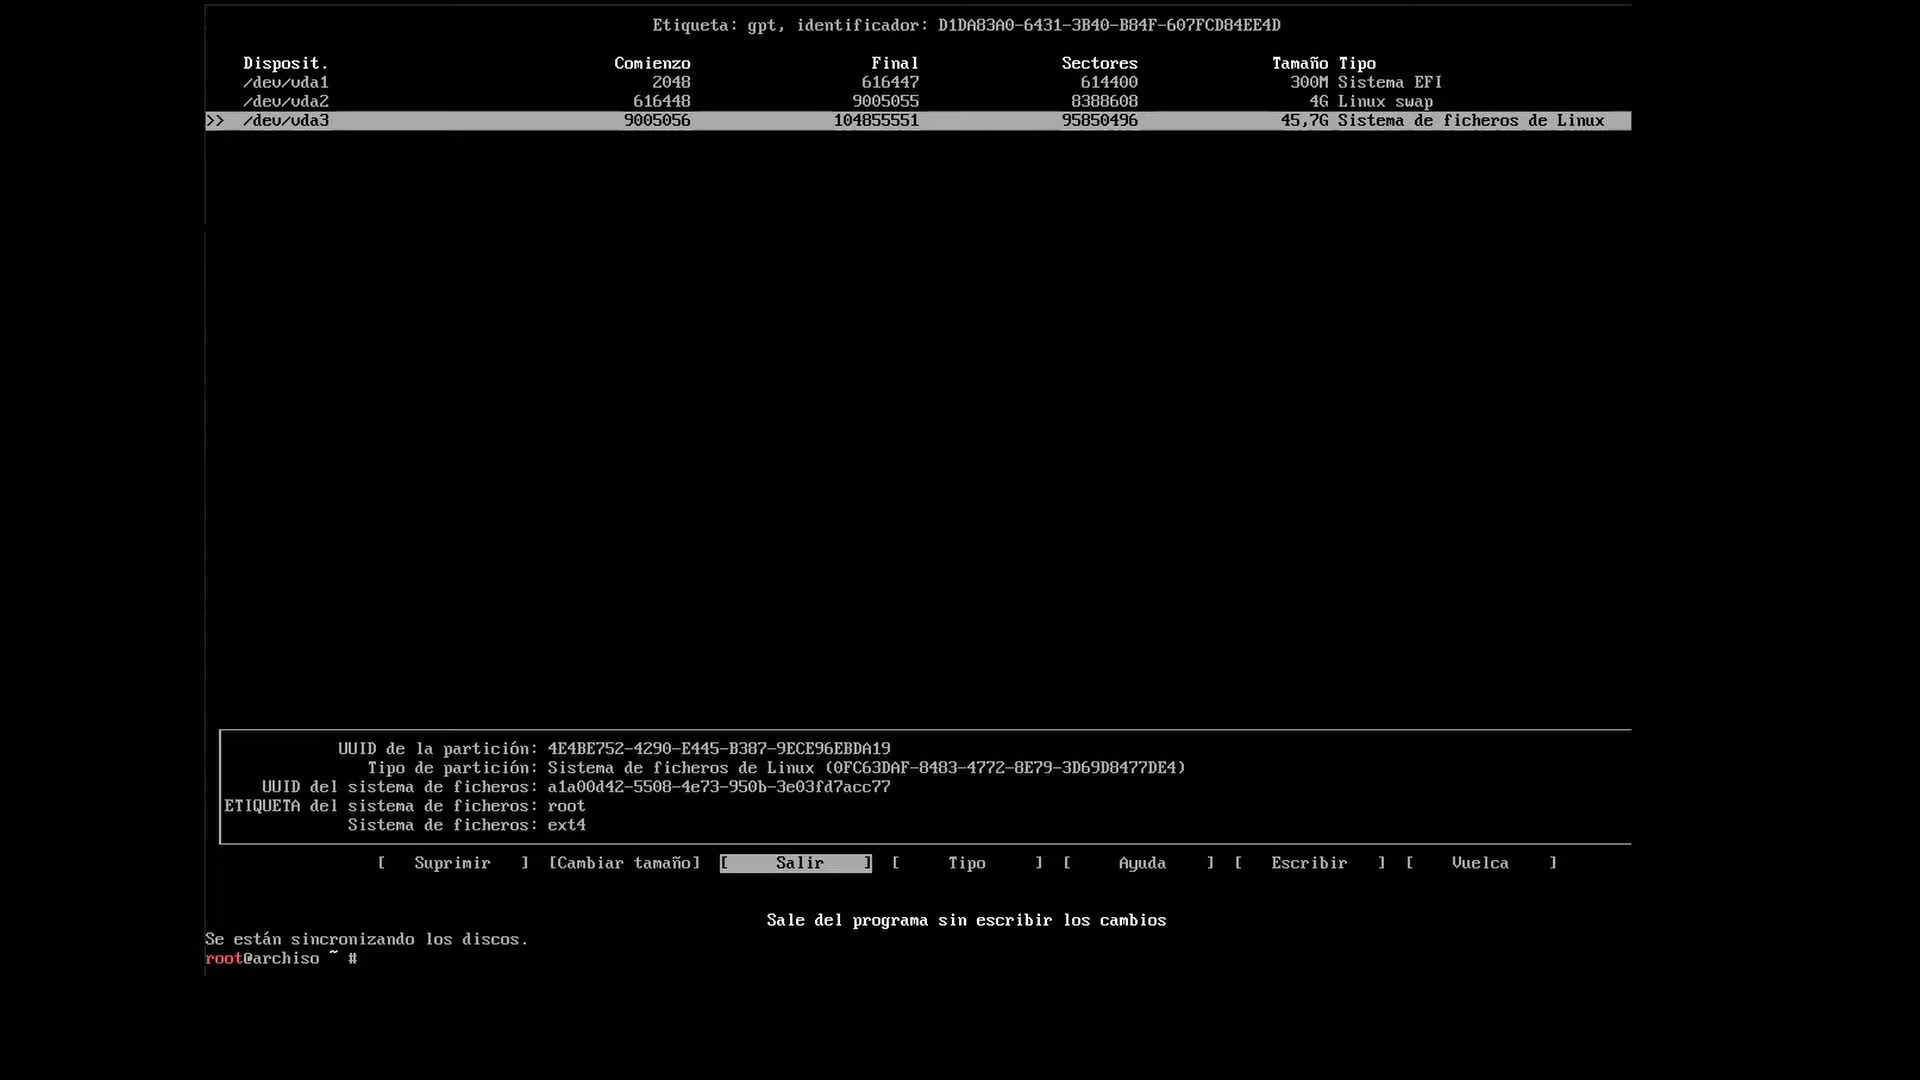 Etiqueta: gpt, identificador: D1DA83A0-6431-3B40-B84F-607FCD84EE4D
Disposit. Comienzo Final Sectores Tamaño Tipo
/dev/vda1 2048 616447 614400 300M Sistema EFI
/dev/vda2 616448 9005055 8388608 4G Linux swap
>> /dev/vda3 9005056 104855551 95850496 45,7G Sistema de ficheros de Linux
UUID de la partición: 4E4BE752-4290-E445-B387-9ECE96EBDA19
Tipo de partición: Sistema de ficheros de Linux (0FC63DAF-8483-4772-8E79-3D69D8477DE4)
UUID del sistema de ficheros: a1a00d42-5508-4e73-950b-3e03fd7acc77
ETIQUETA del sistema de ficheros: root
Sistema de ficheros: ext4
[ Suprimir ] [Cambiar tamaño] [ Salir ] [ Tipo ] [ Ayuda ] [ Escribir ] [ Vuelca ]
Sale del programa sin escribir los cambios
Se están sincronizando los discos.
root@archiso ~ #